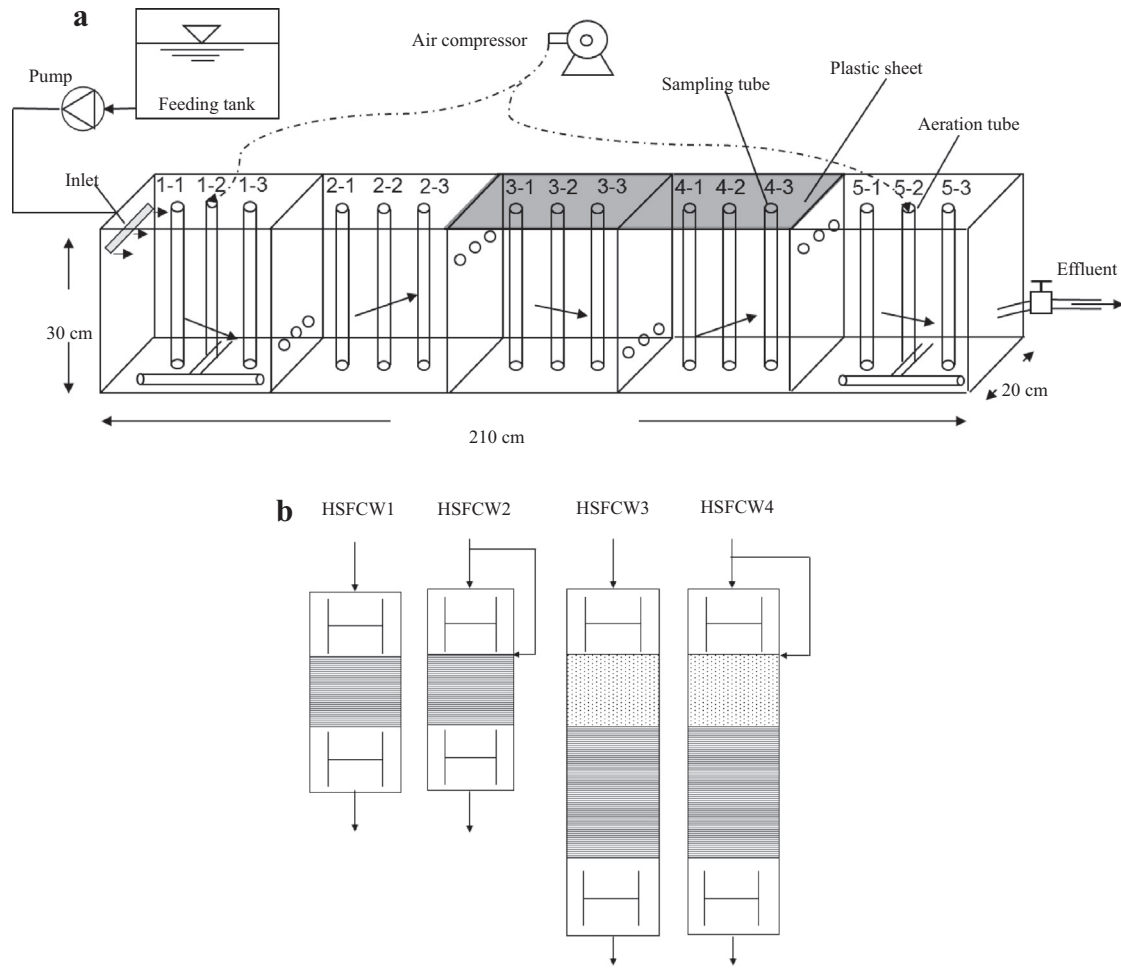 a
Air compressor
Pump
Feeding tank
Sampling tube
Plastic sheet
Aeration tube
Inlet
1-1 1-2 1-3 2-1 2-2 2-3 3-1 3-2 3-3 4-1 4-2 4-3 5-1 5-2 5-3
Effluent
30 cm
20 cm
210 cm
b
HSFCW1 HSFCW2 HSFCW3 HSFCW4